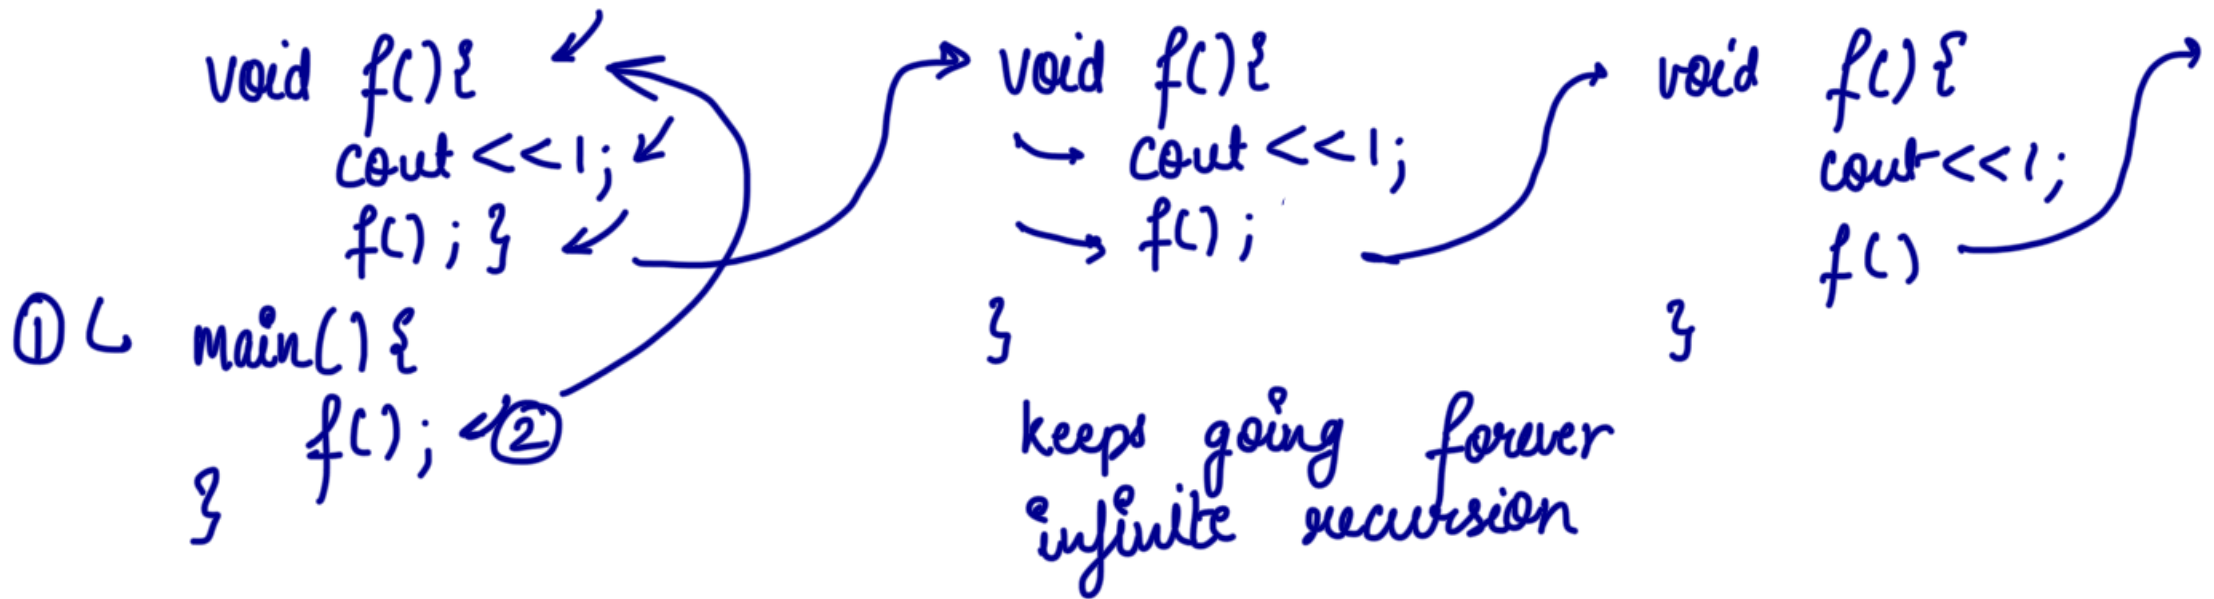 void f(){
cout <<1;
f(); }
① main(){
f(); ②
}
void f(){
cout <<1;
f();
}
void f(){
cout <<1;
f()
}
keeps going forever
infinite recursion